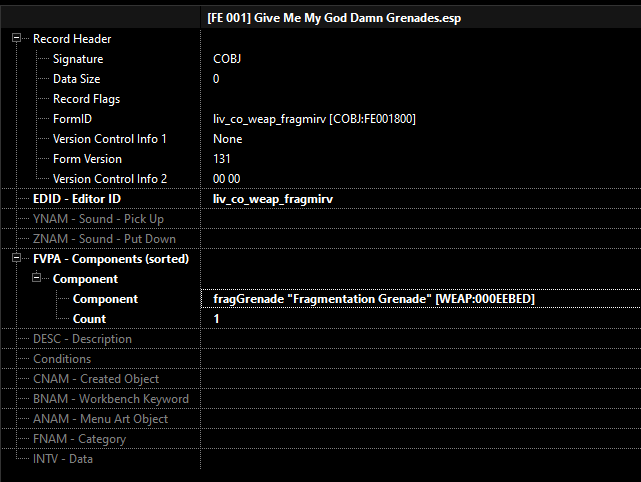 [FE 001] Give Me My God Damn Grenades.esp
Record Header
Signature COBJ
Data Size 0
Record Flags
FormID liv_co_weap_fragmirv [COBJ:FE001800]
Version Control Info 1 None
Form Version 131
Version Control Info 2 00 00
EDID - Editor ID liv_co_weap_fragmirv
YNAM - Sound - Pick Up
ZNAM - Sound - Put Down
FVPA - Components (sorted)
Component
Component fragGrenade "Fragmentation Grenade" [WEAP:000EEBED]
Count 1
DESC - Description
Conditions
CNAM - Created Object
BNAM - Workbench Keyword
ANAM - Menu Art Object
FNAM - Category
INTV - Data